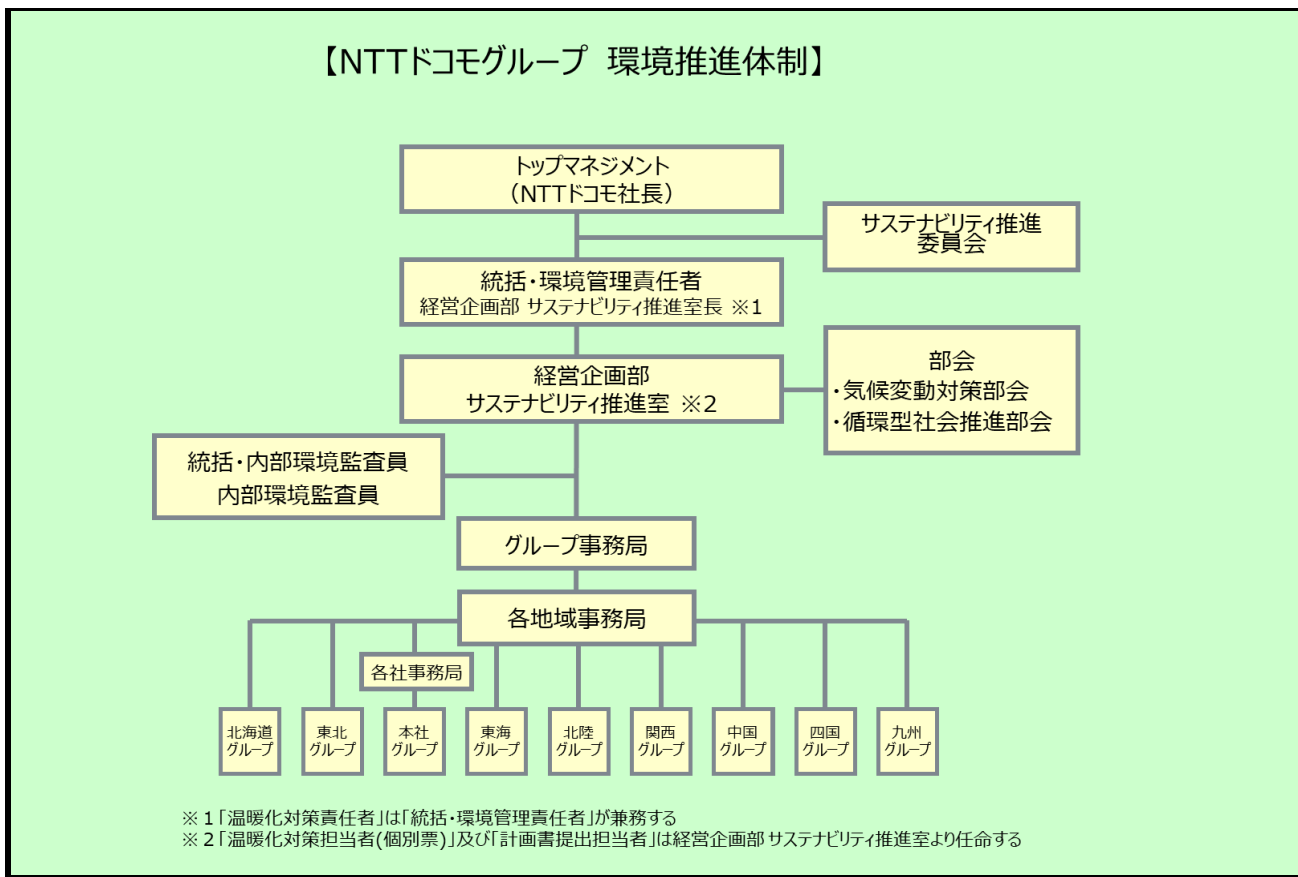 【NTTドコモグループ 環境推進体制】
トップマネジメント
（NTTドコモ社長）
サステナビリティ推進
委員会
統括・環境管理責任者
経営企画部 サステナビリティ推進室長 ※1
経営企画部
サステナビリティ推進室 ※2
部会
・気候変動対策部会
・循環型社会推進部会
統括・内部環境監査員
内部環境監査員
グループ事務局
各地域事務局
各社事務局
北海道
グループ
東北
グループ
本社
グループ
東海
グループ
北陸
グループ
関西
グループ
中国
グループ
四国
グループ
九州
グループ
※１「温暖化対策責任者」は「統括・環境管理責任者」が兼務する
※２「温暖化対策担当者(個別票)」及び「計画書提出担当者」は経営企画部 サステナビリティ推進室より任命する